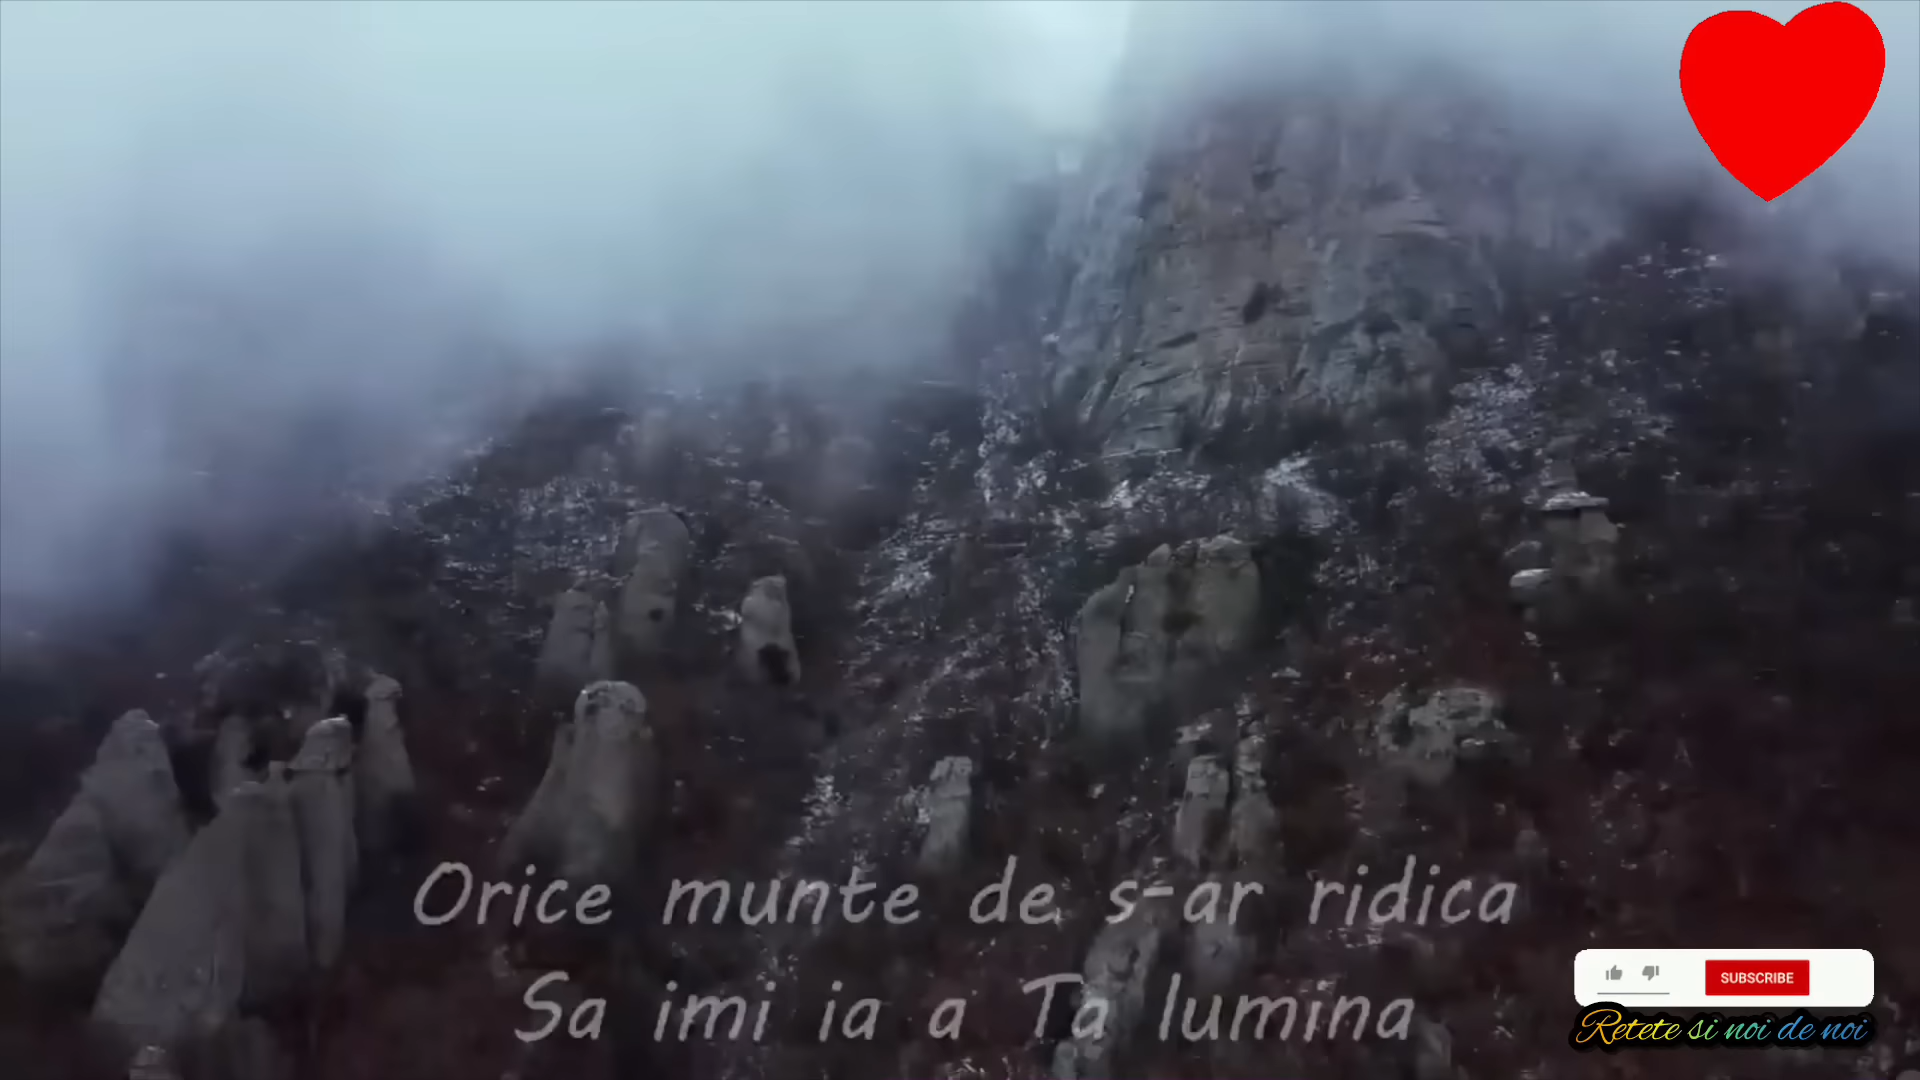 Orice munte de s-ar ridica
Sa imi ia a Ta lumina
SUBSCRIBE
Retete si noi de noi